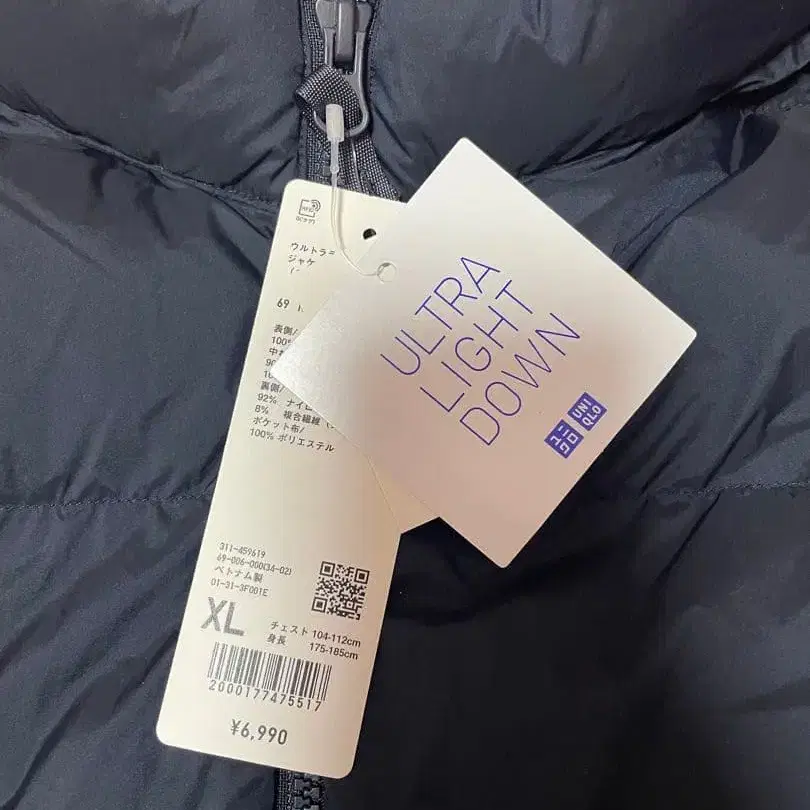 RFID
ウルトラ
ジャケ
69
表側/
100%
中わ
90
10
裏側/
92% ナイロ
8% 複合繊維
ポケット布/
100% ポリエステル
311-459619
69-006-000(34-02)
ベトナム製
01-31-3F001E
XL
チェスト 104-112cm
身長 175-185cm
2000177475517
¥6,990
ULTRA
LIGHT
DOWN
ユニ
クロ
UNI
QLO